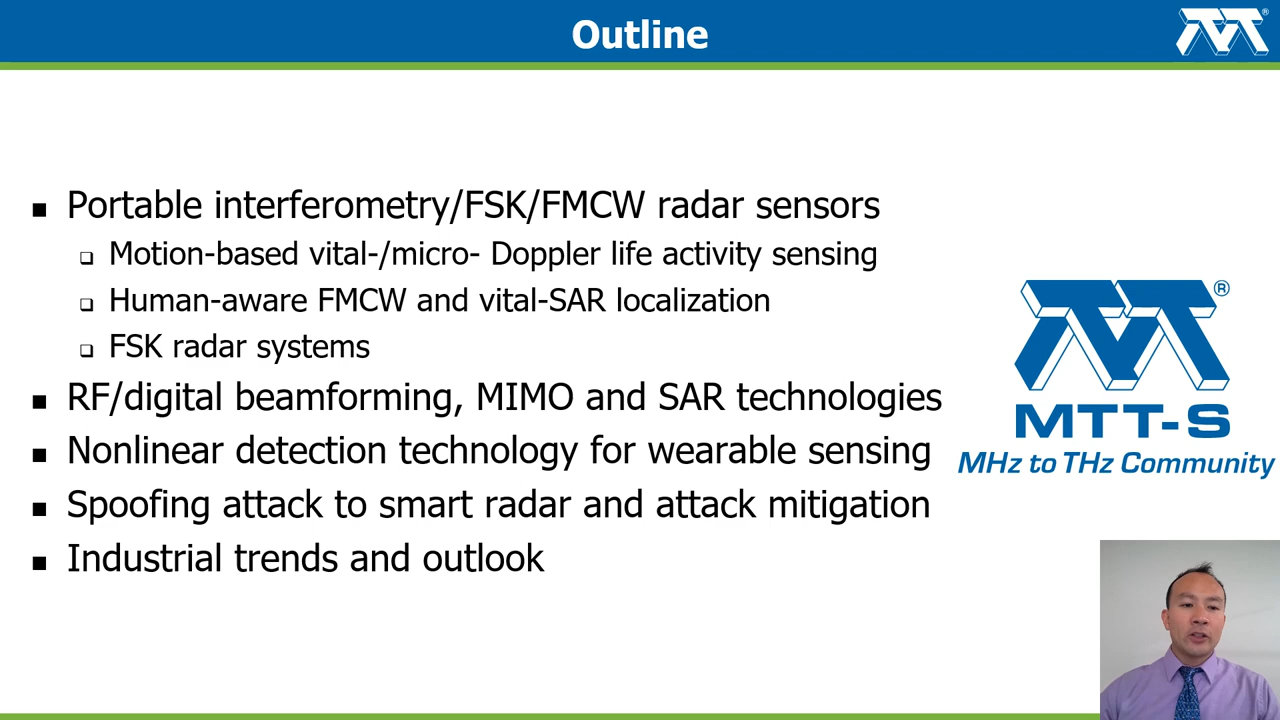 Outline
Portable interferometry/FSK/FMCW radar sensors
Motion-based vital-/micro- Doppler life activity sensing
Human-aware FMCW and vital-SAR localization
FSK radar systems
RF/digital beamforming, MIMO and SAR technologies
Nonlinear detection technology for wearable sensing
Spoofing attack to smart radar and attack mitigation
Industrial trends and outlook
MTT-S
MHz to THz Community